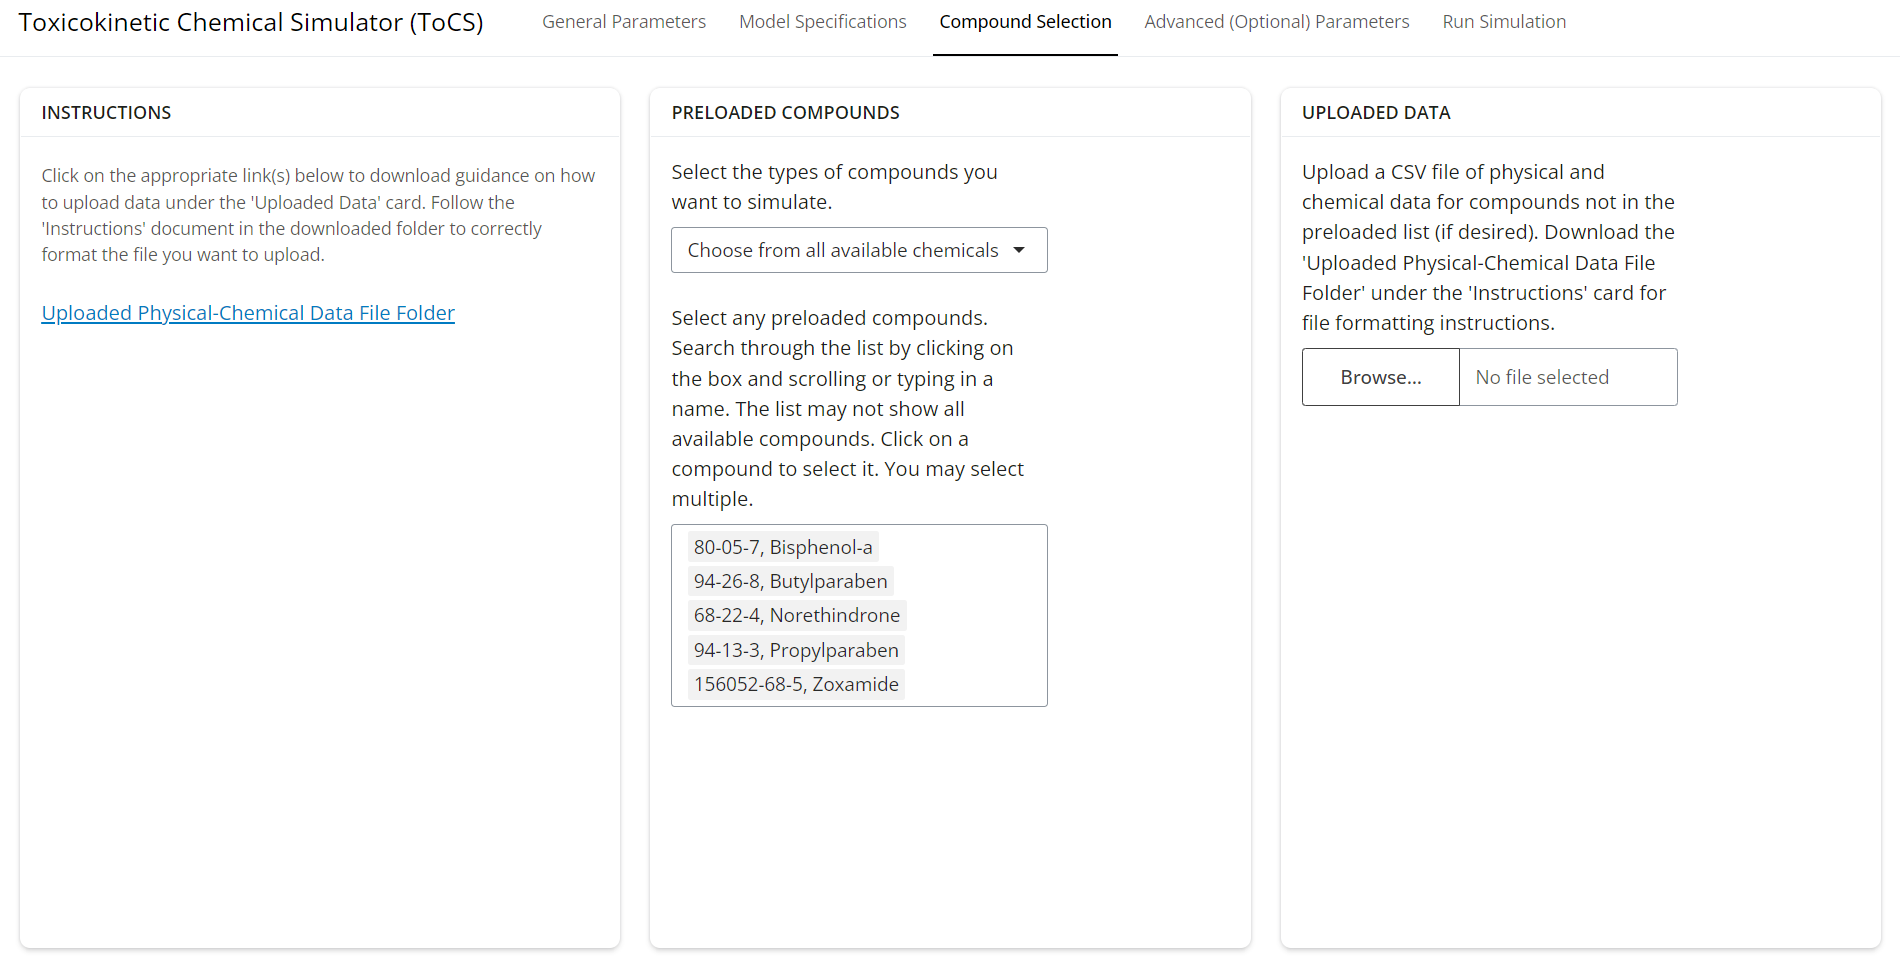 Toxicokinetic Chemical Simulator (ToCS)
General Parameters
Model Specifications
Compound Selection
Advanced (Optional) Parameters
Run Simulation
INSTRUCTIONS
Click on the appropriate link(s) below to download guidance on how
to upload data under the 'Uploaded Data' card. Follow the
'Instructions' document in the downloaded folder to correctly
format the file you want to upload.
Uploaded Physical-Chemical Data File Folder
PRELOADED COMPOUNDS
Select the types of compounds you
want to simulate.
Choose from all available chemicals
Select any preloaded compounds.
Search through the list by clicking on
the box and scrolling or typing in a
name. The list may not show all
available compounds. Click on a
compound to select it. You may select
multiple.
80-05-7, Bisphenol-a
94-26-8, Butylparaben
68-22-4, Norethindrone
94-13-3, Propylparaben
156052-68-5, Zoxamide
UPLOADED DATA
Upload a CSV file of physical and
chemical data for compounds not in the
preloaded list (if desired). Download the
'Uploaded Physical-Chemical Data File
Folder' under the 'Instructions' card for
file formatting instructions.
Browse...
No file selected